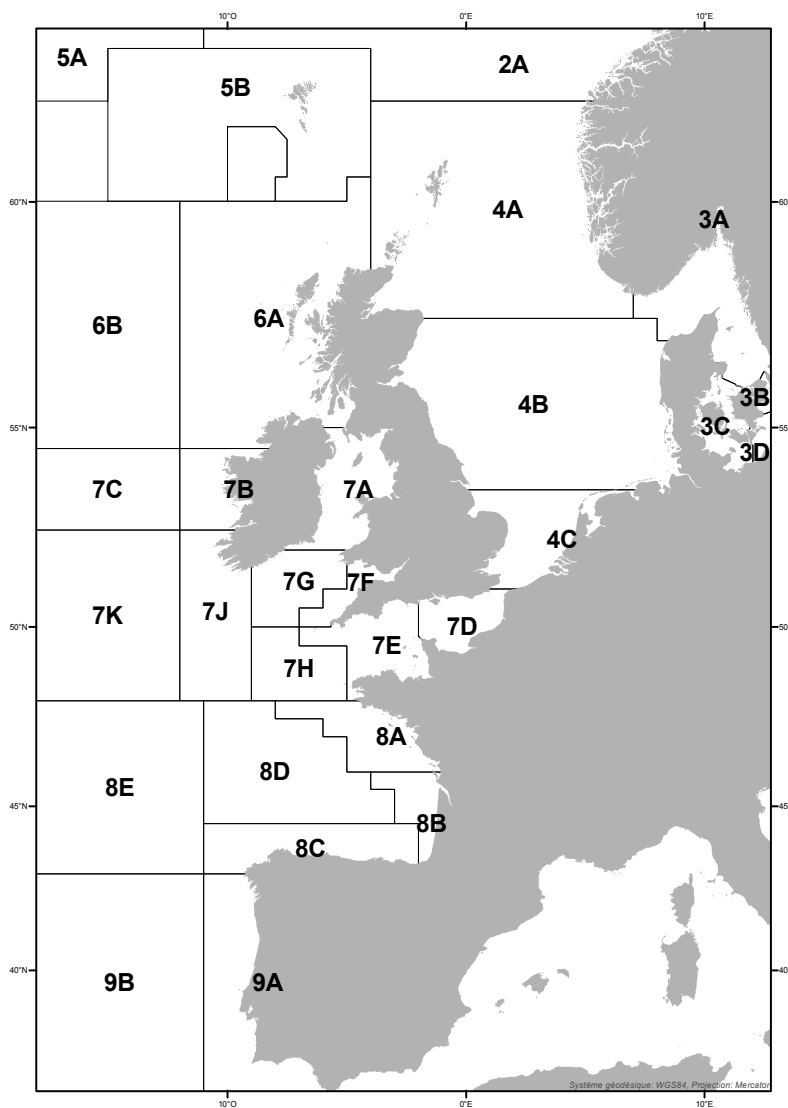 10°O 0°E 10°E
5A
2A
5B
60°N 60
4A
3A
6A
6B
4B
3B
55°N 55
3C
3D
7C 7B 7A
4C
7G 7F
7K 7J
50°N 7D 50
7E
7H
8A
8D
8E
45°N 45
8B
8C
40°N 40
9B 9A
Système géodésique: WGS84, Projection: Mercator
10°O 0°E 10°E